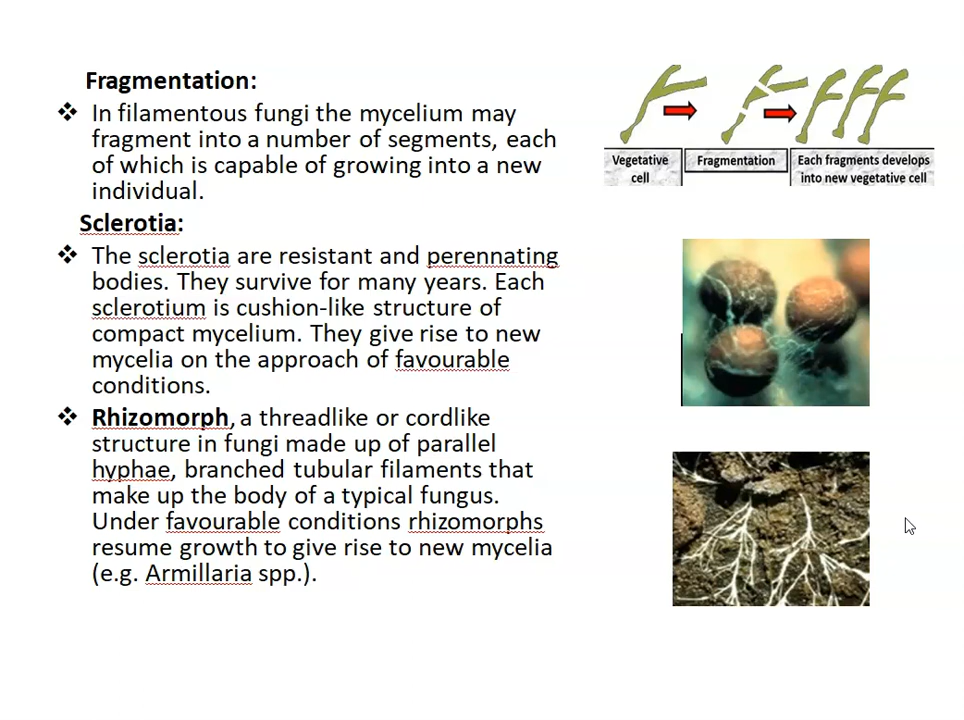 Fragmentation:
❖ In filamentous fungi the mycelium may
fragment into a number of segments, each
of which is capable of growing into a new
individual.
Sclerotia:
❖ The sclerotia are resistant and perennating
bodies. They survive for many years. Each
sclerotium is cushion-like structure of
compact mycelium. They give rise to new
mycelia on the approach of favourable
conditions.
❖ Rhizomorph, a threadlike or cordlike
structure in fungi made up of parallel
hyphae, branched tubular filaments that
make up the body of a typical fungus.
Under favourable conditions rhizomorphs
resume growth to give rise to new mycelia
(e.g. Armillaria spp.).
Vegetative
cell
Fragmentation
Each fragments develops
into new vegetative cell